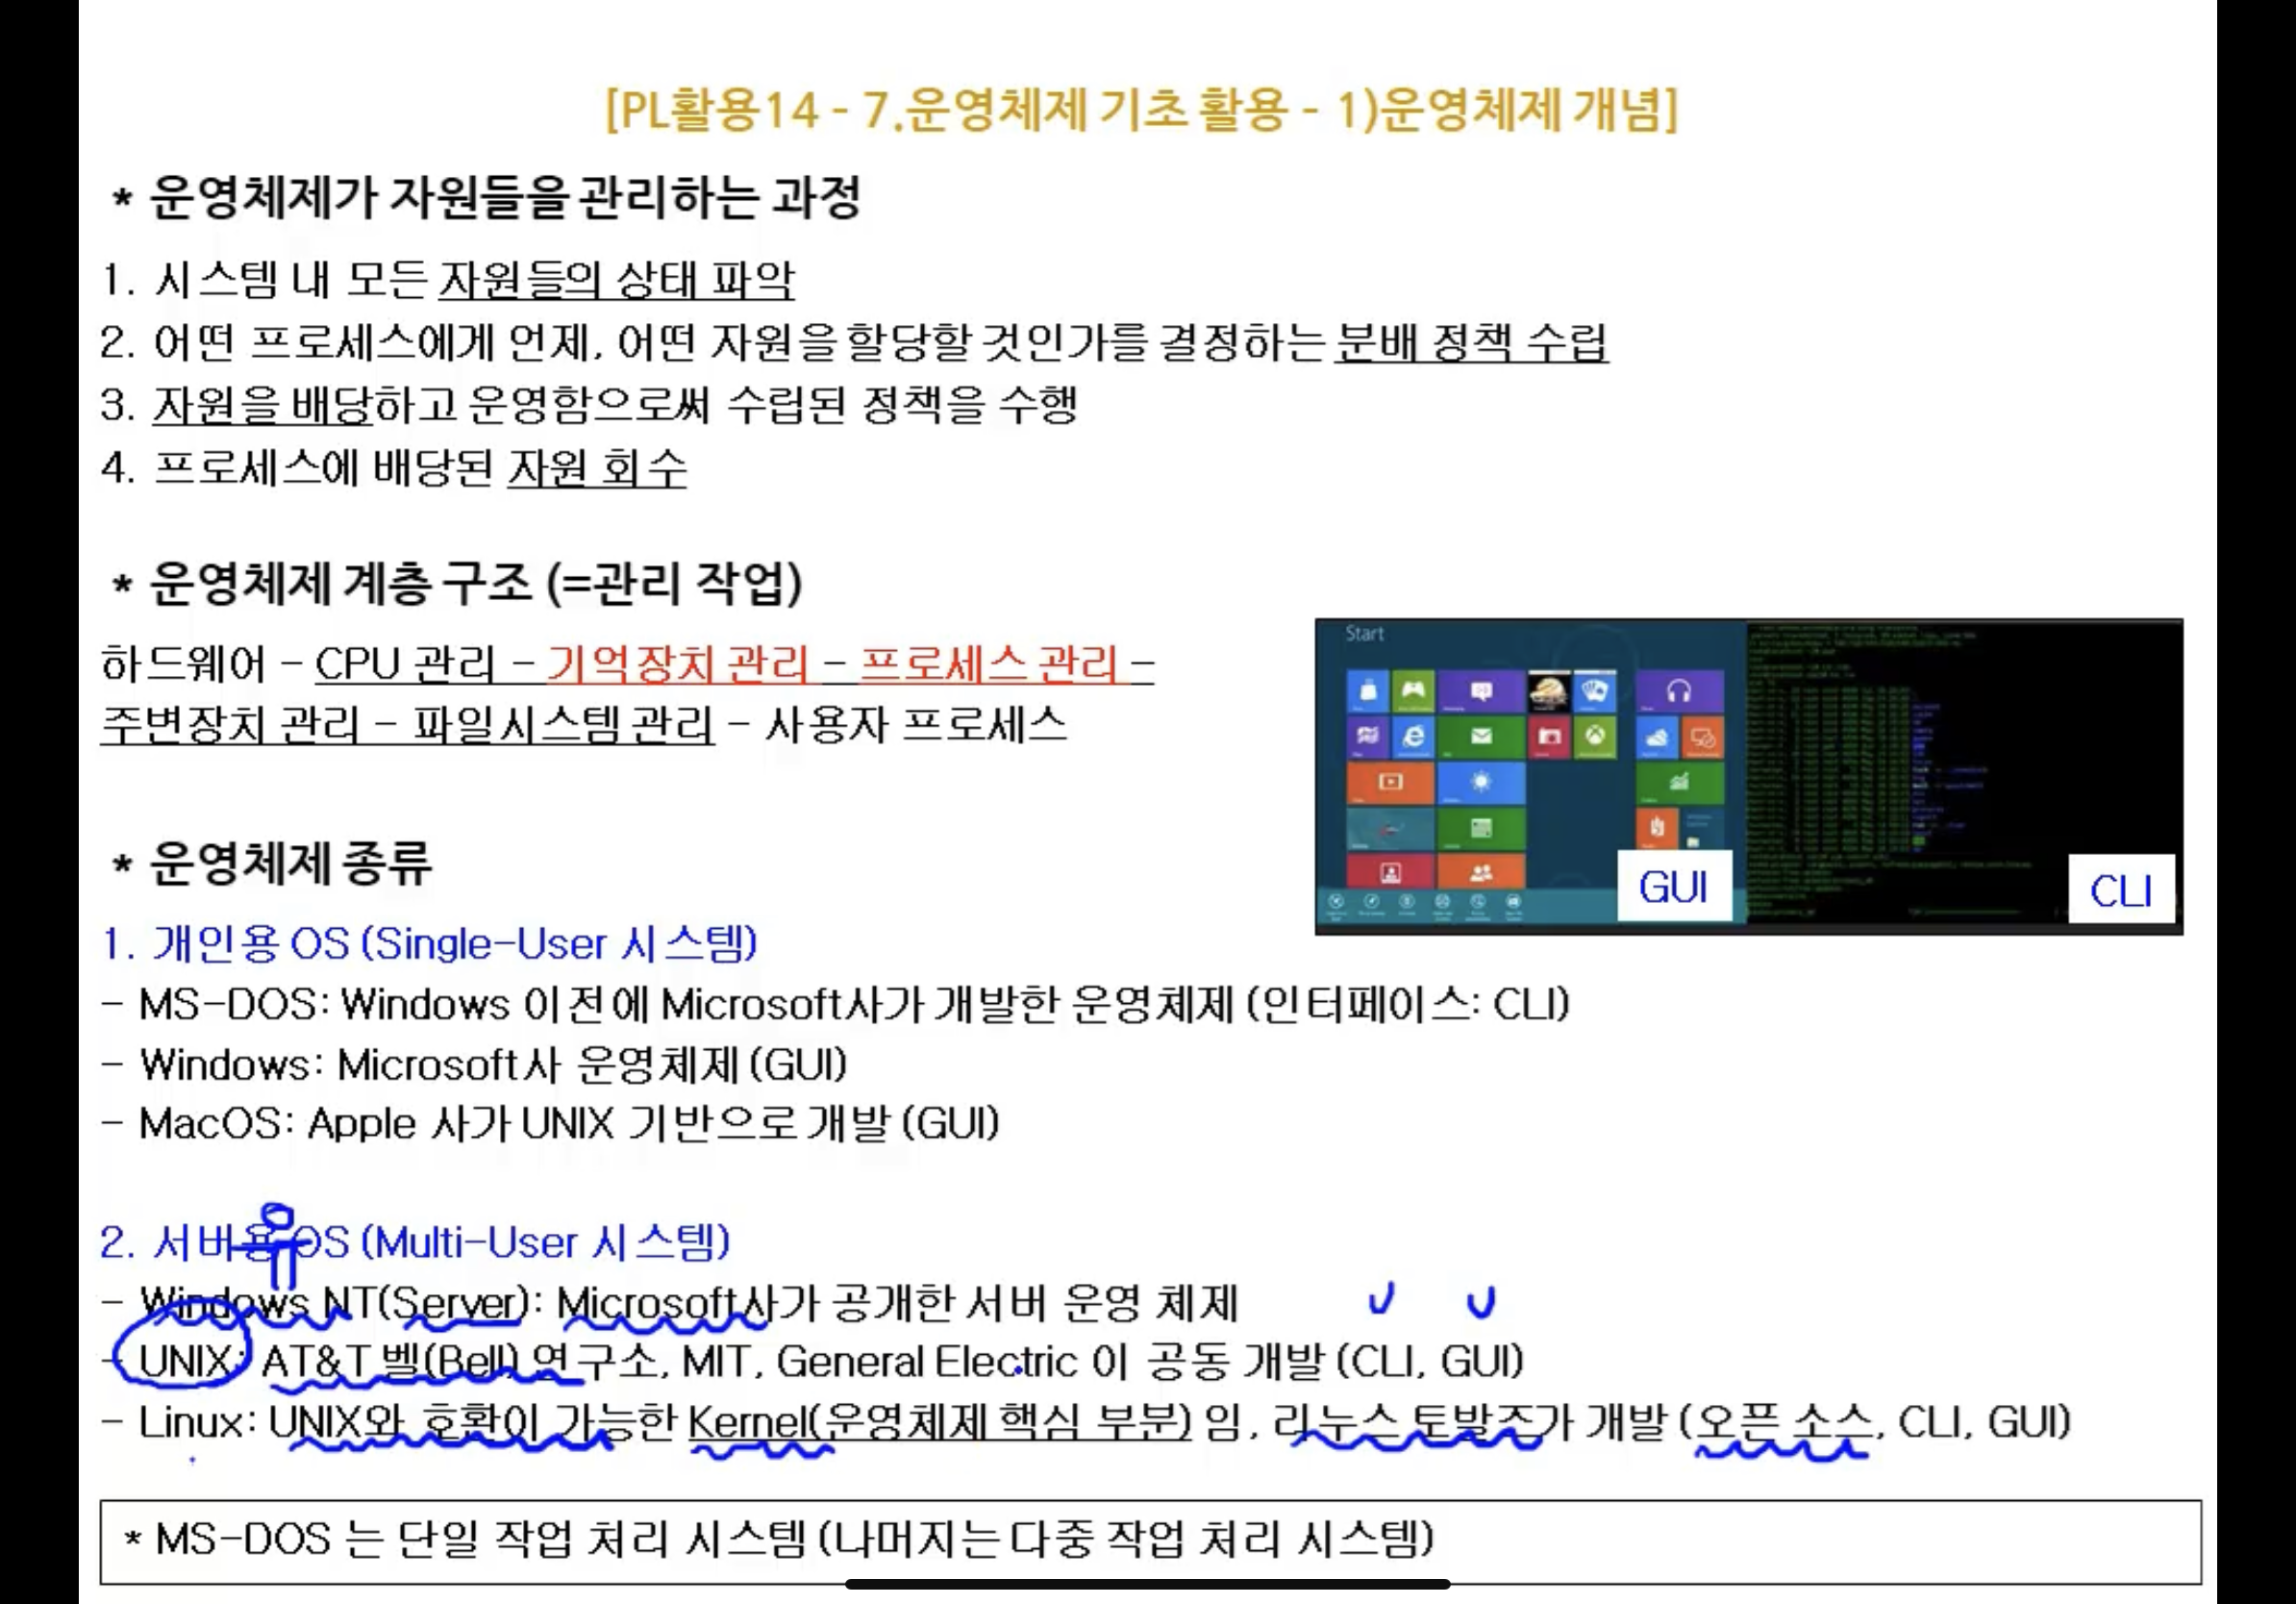 [PL활용14 - 7.운영체제 기초 활용 - 1)운영체제 개념]
* 운영체제가 자원들을 관리하는 과정
1. 시스템 내 모든 자원들의 상태 파악
2. 어떤 프로세스에게 언제, 어떤 자원을 할당할 것인가를 결정하는 분배 정책 수립
3. 자원을 배당하고 운영함으로써 수립된 정책을 수행
4. 프로세스에 배당된 자원 회수
* 운영체제 계층 구조 (=관리 작업)
하드웨어 - CPU 관리 - 기억장치 관리 - 프로세스 관리 -
주변장치 관리 - 파일시스템 관리 - 사용자 프로세스
Start
GUI
CLI
* 운영체제 종류
1. 개인용 OS (Single-User 시스템)
- MS-DOS: Windows 이전에 Microsoft사가 개발한 운영체제 (인터페이스: CLI)
- Windows: Microsoft사 운영체제 (GUI)
- MacOS: Apple 사가 UNIX 기반으로 개발 (GUI)
유
2. 서버용 OS (Multi-User 시스템)
- Windows NT(Server): Microsoft사가 공개한 서버 운영 체제
- UNIX: AT&T 벨(Bell) 연구소, MIT, General Electric 이 공동 개발 (CLI, GUI)
- Linux: UNIX와 호환이 가능한 Kernel(운영체제 핵심 부분) 임, 리누스 토발즈가 개발 (오픈 소스, CLI, GUI)
* MS-DOS 는 단일 작업 처리 시스템 (나머지는 다중 작업 처리 시스템)